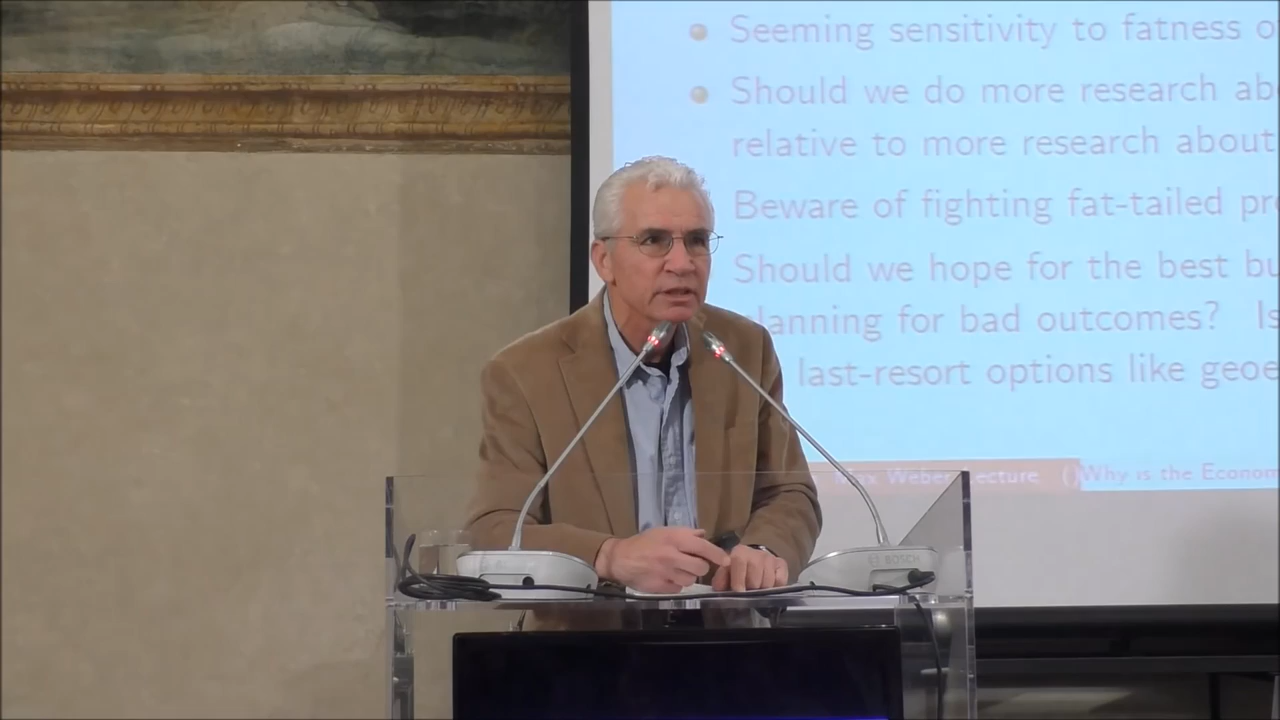 Seeming sensitivity to fatness o
Should we do more research ab
relative to more research about
Beware of fighting fat-tailed pr
Should we hope for the best bu
planning for bad outcomes? Is
last-resort options like geoe
Max Weber Lecture () Why is the Econom
BOSCH